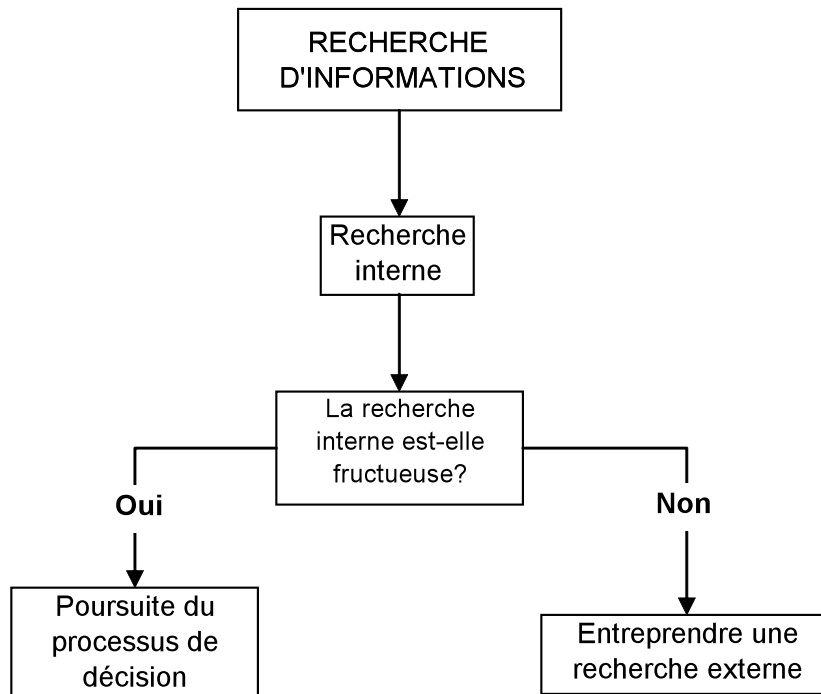 RECHERCHE
D'INFORMATIONS
Recherche
interne
La recherche
interne est-elle
fructueuse?
Oui
Non
Poursuite du
processus de
décision
Entreprendre une
recherche externe